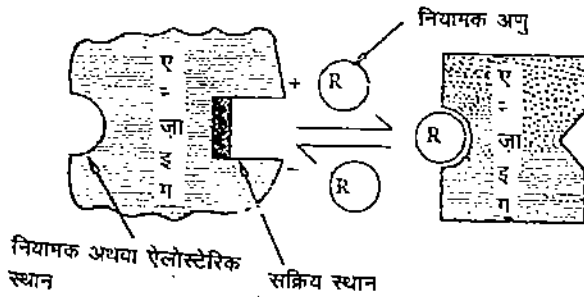 नियामक अणु
ए
न्
जा
इ
म
+
R
R
-
ए
न्
जा
इ
म
R
नियामक अथवा ऐलोस्टेरिक
स्थान
सक्रिय स्थान